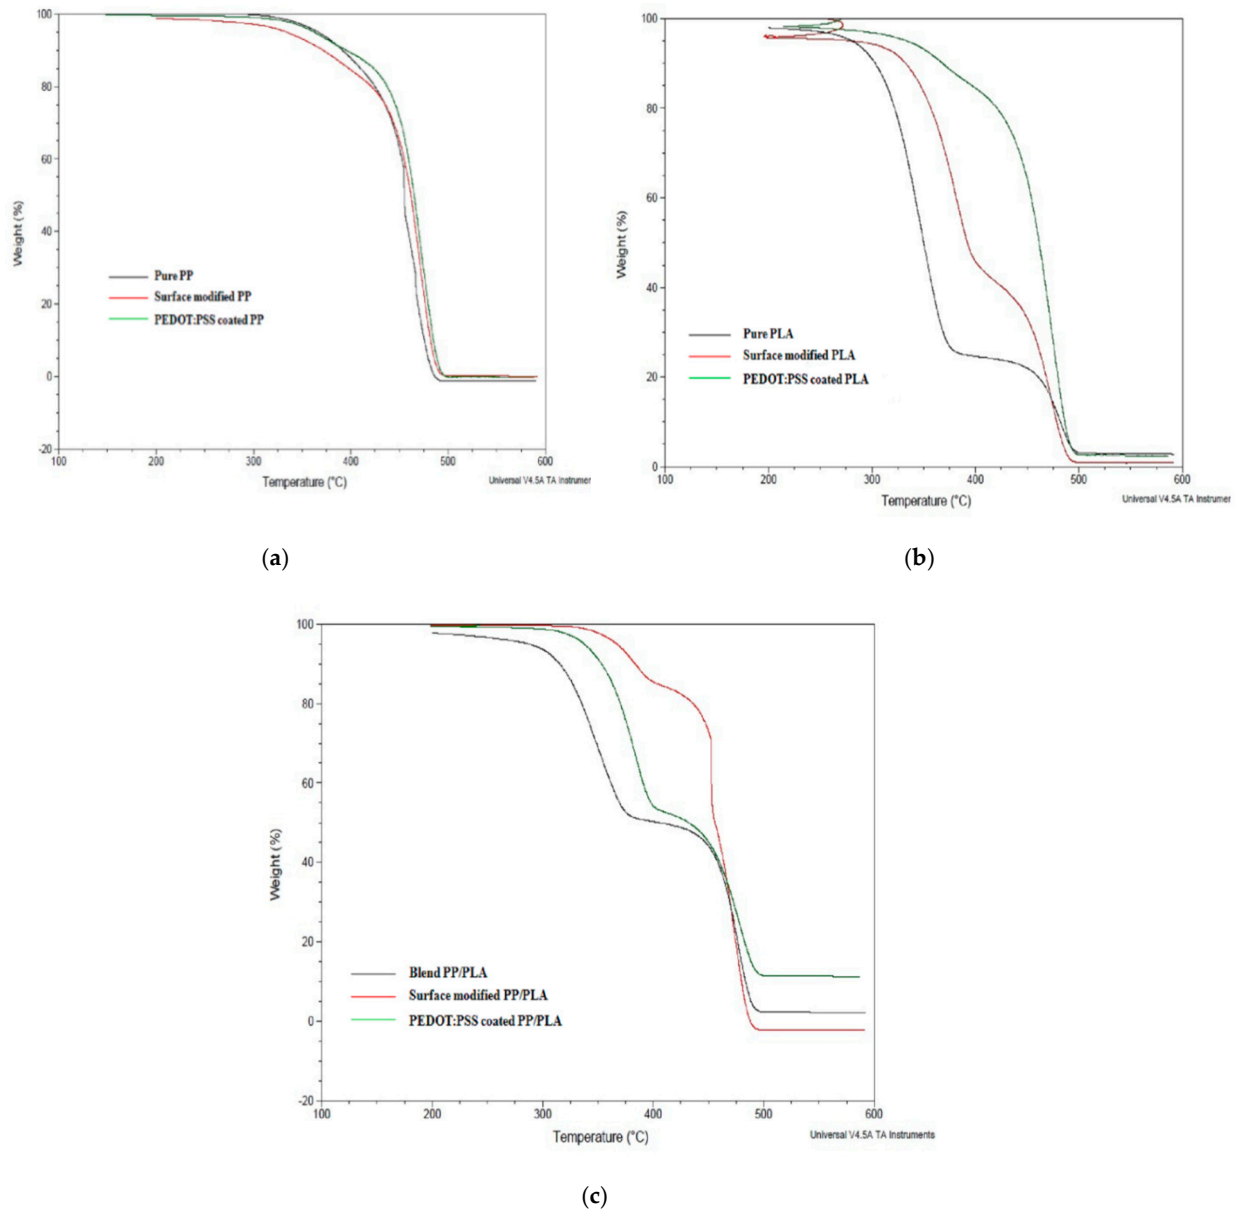 100
80
60
40
20
0
-20
Weight (%)
Pure PP
Surface modified PP
PEDOT:PSS coated PP
100
200
300
400
500
600
Temperature (°C)
Universal V4.5A TA Instrumer
(a)
100
80
60
40
20
0
Weight (%)
Pure PLA
Surface modified PLA
PEDOT:PSS coated PLA
100
200
300
400
500
600
Temperature (°C)
Universal V4.5A TA Instrumer
(b)
100
80
60
40
20
0
-20
Weight (%)
Blend PP/PLA
Surface modified PP/PLA
PEDOT:PSS coated PP/PLA
100
200
300
400
500
600
Temperature (°C)
Universal V4.5A TA Instruments
(c)